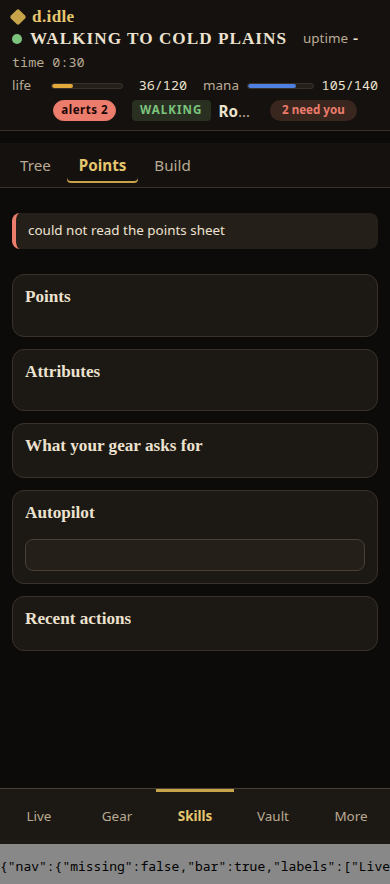 d.idle
WALKING TO COLD PLAINS uptime -
time 0:30
life 36/120 mana 105/140
alerts 2 WALKING Ro... 2 need you
Tree Points Build
could not read the points sheet
Points
Attributes
What your gear asks for
Autopilot
Recent actions
Live Gear Skills Vault More
{"nav":{"missing":false,"bar":true,"labels":["Live